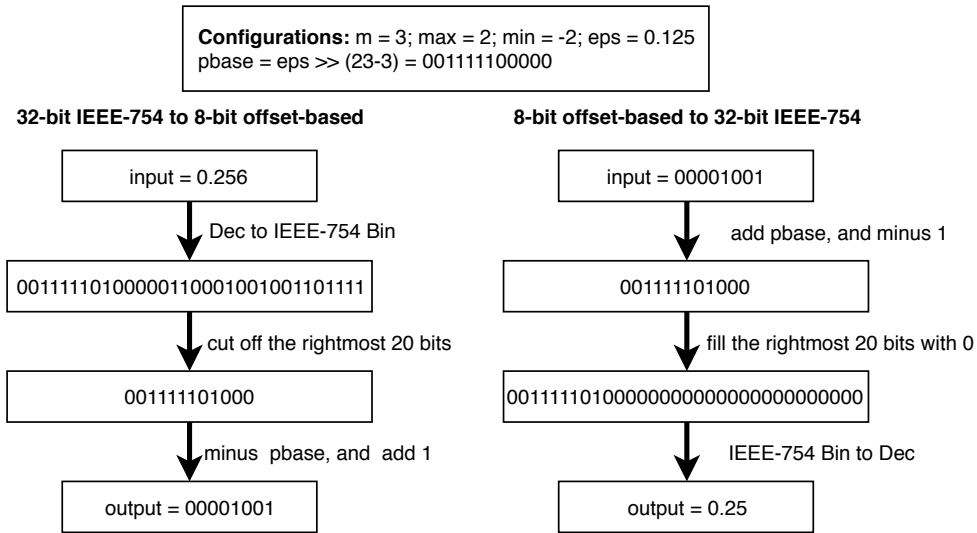 Configurations: m = 3; max = 2; min = -2; eps = 0.125
pbase = eps >> (23-3) = 001111100000
32-bit IEEE-754 to 8-bit offset-based
input = 0.256
Dec to IEEE-754 Bin
00111110100000110001001001101111
cut off the rightmost 20 bits
001111101000
minus pbase, and add 1
output = 00001001
8-bit offset-based to 32-bit IEEE-754
input = 00001001
add pbase, and minus 1
001111101000
fill the rightmost 20 bits with 0
00111110100000000000000000000000
IEEE-754 Bin to Dec
output = 0.25